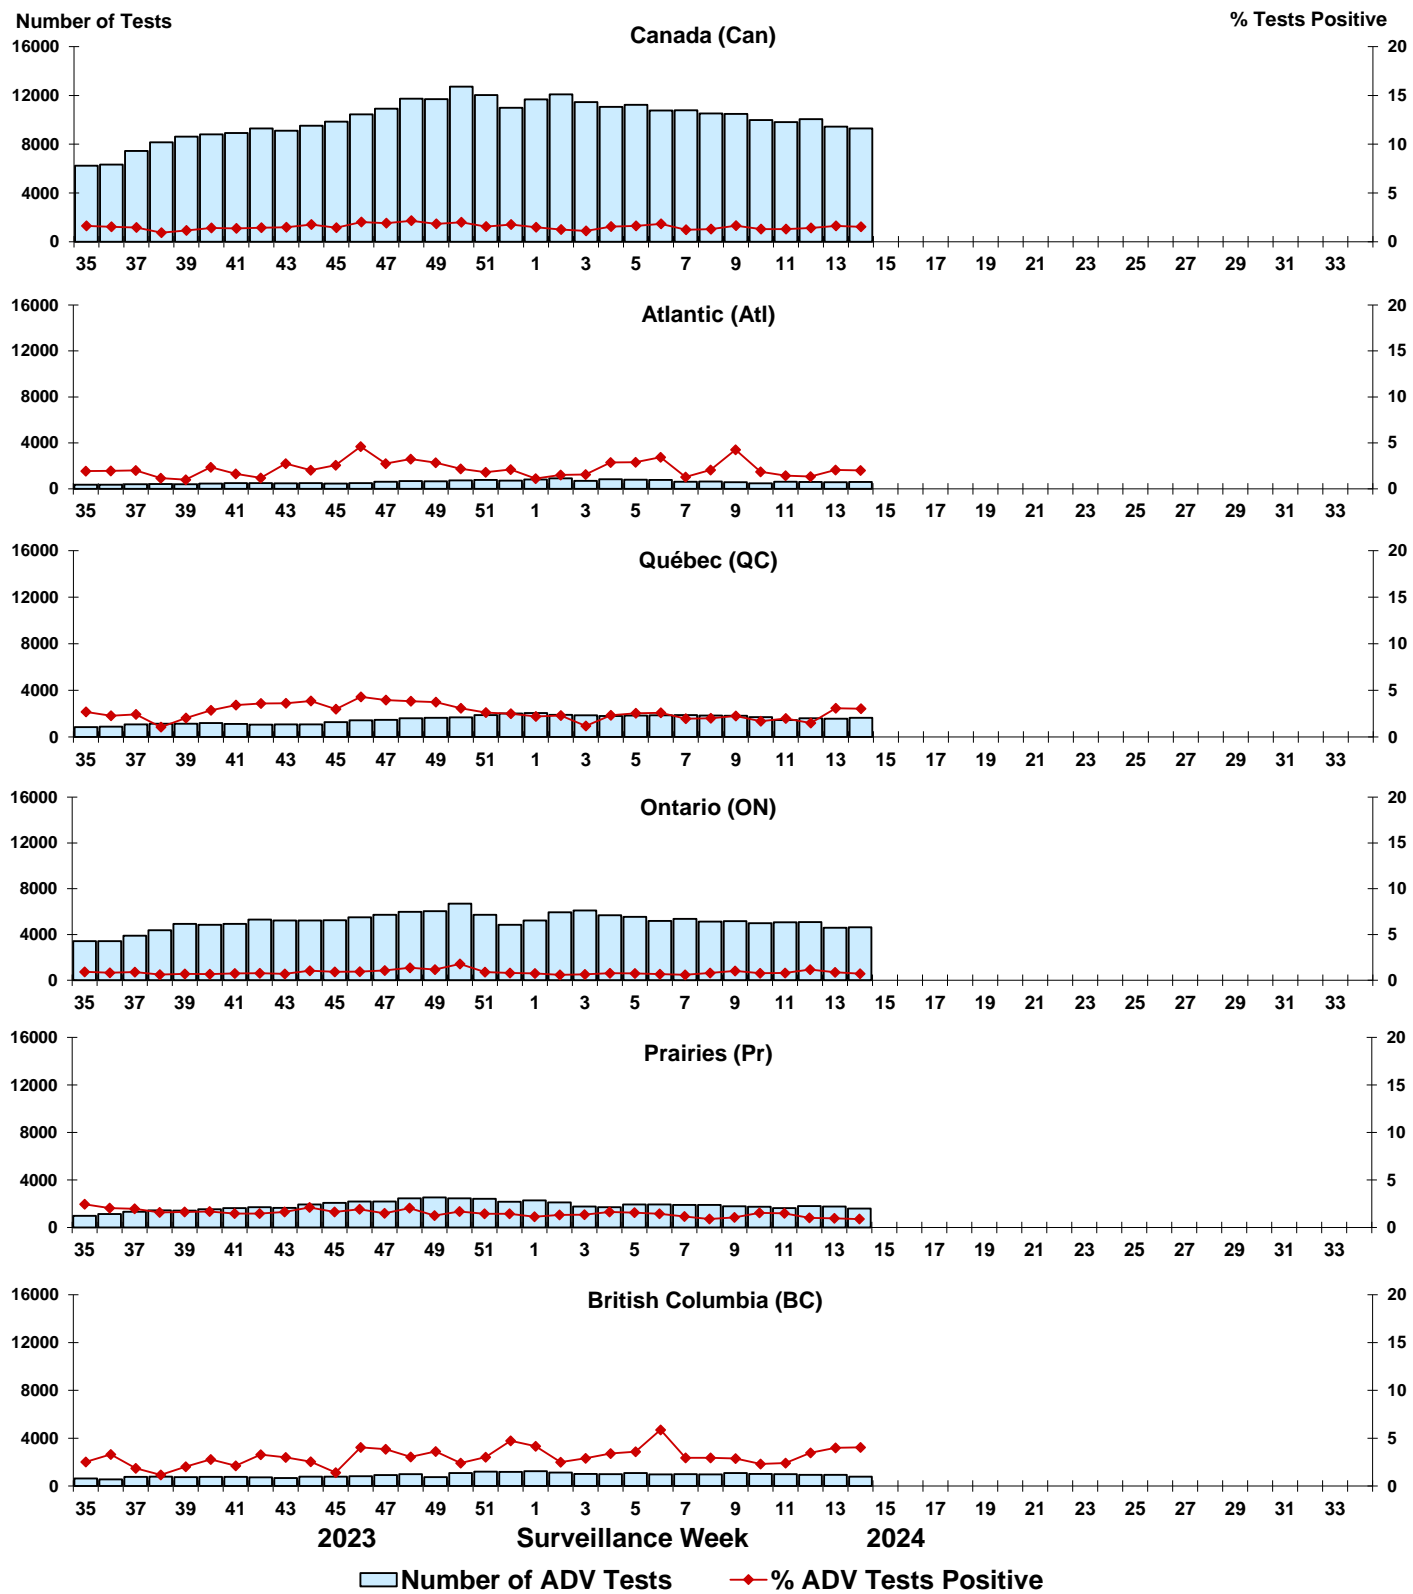 Number of Tests
% Tests Positive
Canada (Can)
16000 12000 8000 4000 0
20 15 10 5 0
35 37 39 41 43 45 47 49 51 1 3 5 7 9 11 13 15 17 19 21 23 25 27 29 31 33
Atlantic (Atl)
16000 12000 8000 4000 0
20 15 10 5 0
35 37 39 41 43 45 47 49 51 1 3 5 7 9 11 13 15 17 19 21 23 25 27 29 31 33
Québec (QC)
16000 12000 8000 4000 0
20 15 10 5 0
35 37 39 41 43 45 47 49 51 1 3 5 7 9 11 13 15 17 19 21 23 25 27 29 31 33
Ontario (ON)
16000 12000 8000 4000 0
20 15 10 5 0
35 37 39 41 43 45 47 49 51 1 3 5 7 9 11 13 15 17 19 21 23 25 27 29 31 33
Prairies (Pr)
16000 12000 8000 4000 0
20 15 10 5 0
35 37 39 41 43 45 47 49 51 1 3 5 7 9 11 13 15 17 19 21 23 25 27 29 31 33
British Columbia (BC)
16000 12000 8000 4000 0
20 15 10 5 0
35 37 39 41 43 45 47 49 51 1 3 5 7 9 11 13 15 17 19 21 23 25 27 29 31 33
2023 Surveillance Week 2024
Number of ADV Tests % ADV Tests Positive